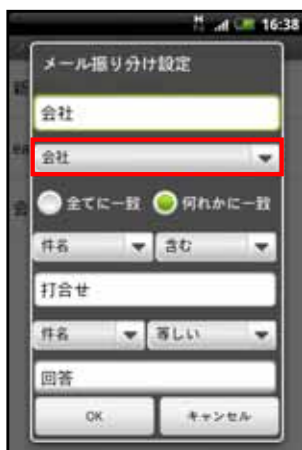 H 16:38
メール振り分け設定
会社
会社
全てに一致 何れかに一致
件名 含む
打合せ
件名 等しい
回答
OK キャンセル